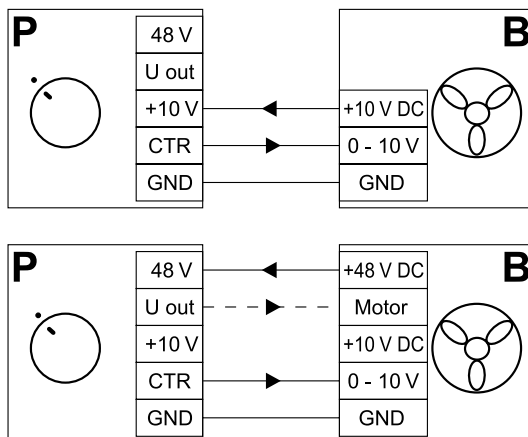 P
48 V
U out
+10 V
CTR
GND
B
+10 V DC
0 - 10 V
GND
P
48 V
U out
+10 V
CTR
GND
B
+48 V DC
Motor
+10 V DC
0 - 10 V
GND